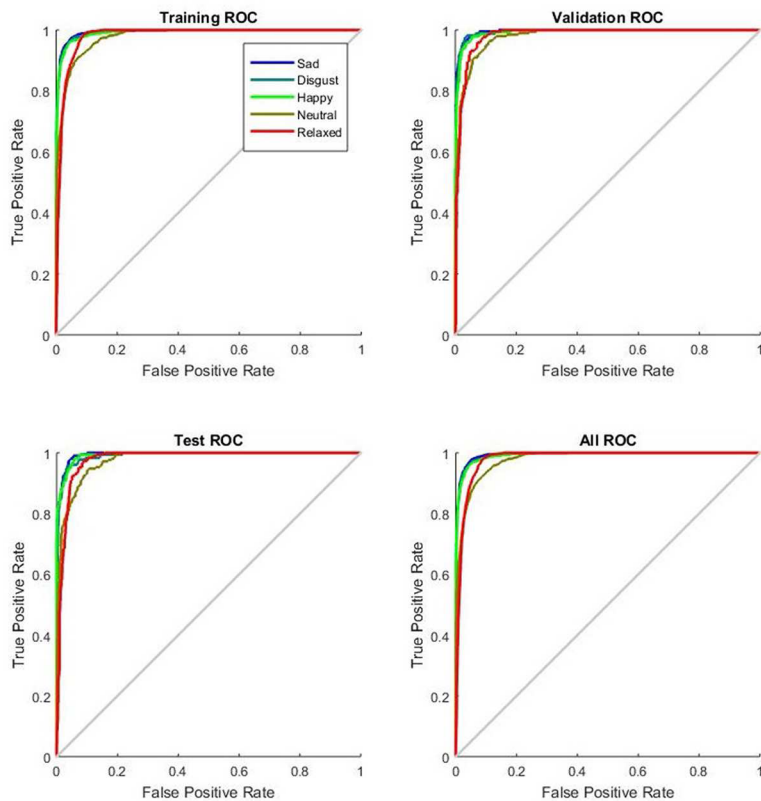 Training ROC
1
0.8
0.6
0.4
0.2
0
True Positive Rate
Sad
Disgust
Happy
Neutral
Relaxed
0 0.2 0.4 0.6 0.8 1
False Positive Rate
Validation ROC
1
0.8
0.6
0.4
0.2
0
True Positive Rate
0 0.2 0.4 0.6 0.8 1
False Positive Rate
Test ROC
1
0.8
0.6
0.4
0.2
0
True Positive Rate
0 0.2 0.4 0.6 0.8 1
False Positive Rate
All ROC
1
0.8
0.6
0.4
0.2
0
True Positive Rate
0 0.2 0.4 0.6 0.8 1
False Positive Rate